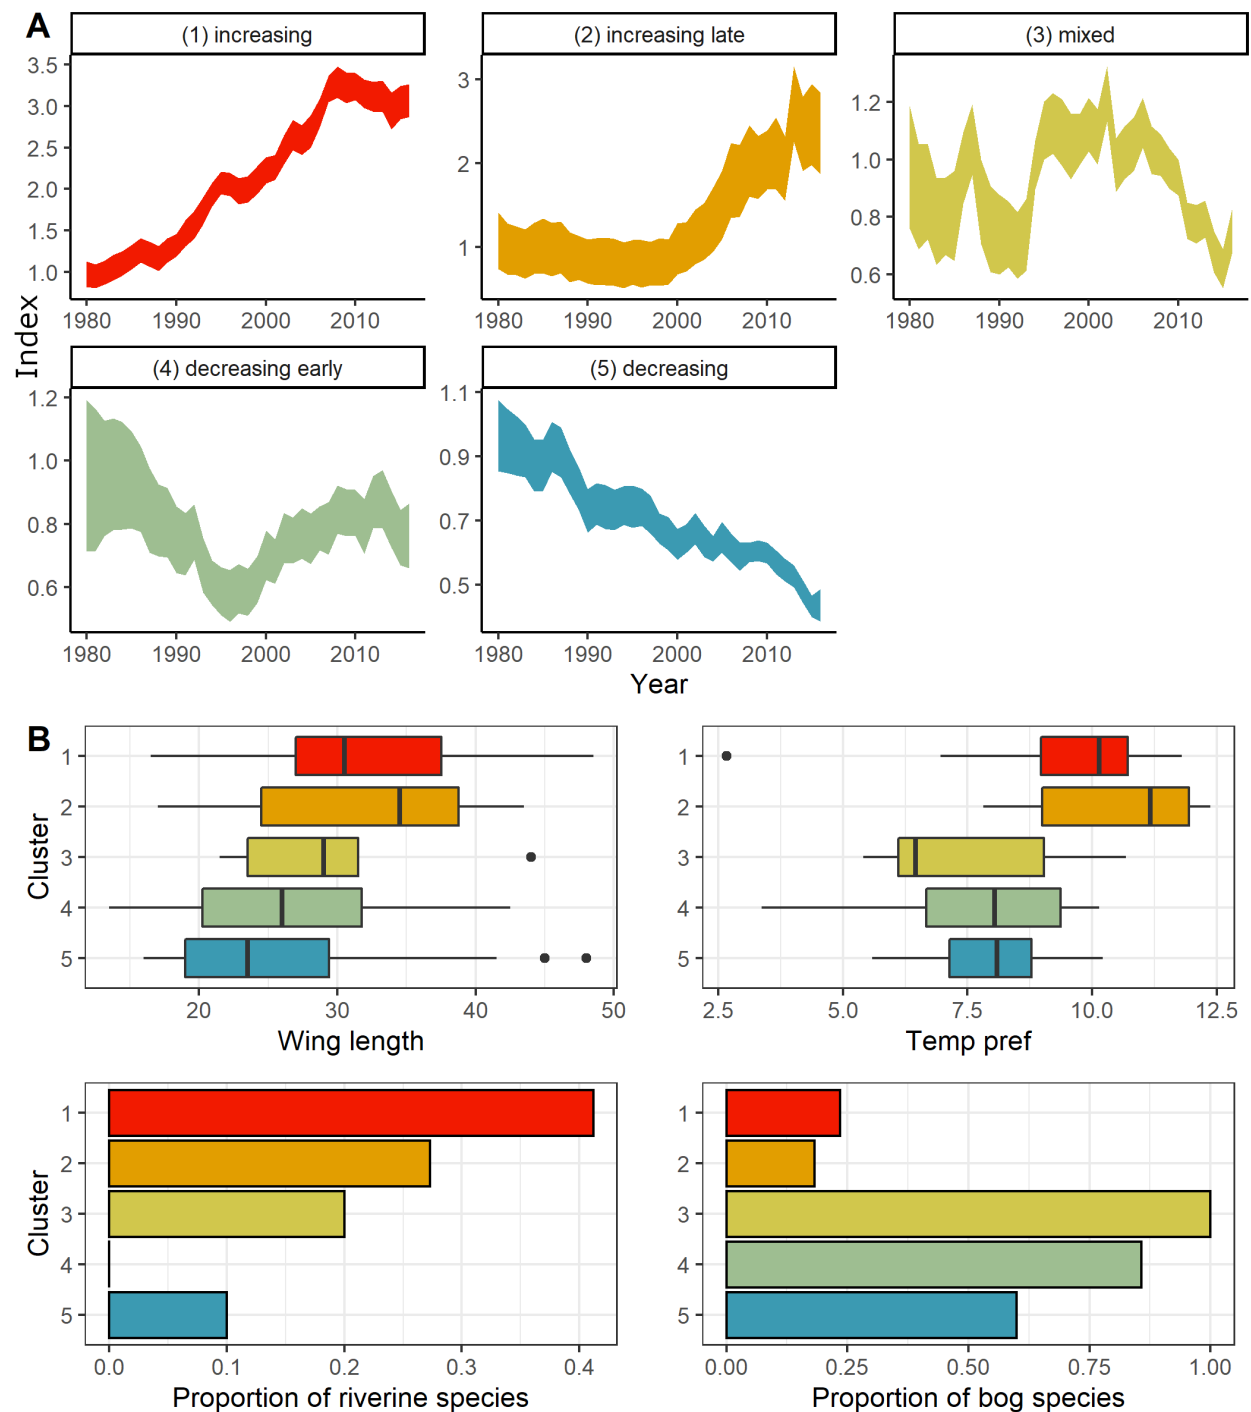 A
(1) increasing
(2) increasing late
(3) mixed
3.5
3.0
2.5
2.0
1.5
1.0
3
2
1
1.2
1.0
0.8
0.6
1980 1990 2000 2010
1980 1990 2000 2010
1980 1990 2000 2010
Index
(4) decreasing early
(5) decreasing
1.2
1.0
0.8
0.6
1.1
0.9
0.7
0.5
1980 1990 2000 2010
1980 1990 2000 2010
Year
B
Cluster
1
2
3
4
5
20 30 40 50
Wing length
1
2
3
4
5
2.5 5.0 7.5 10.0 12.5
Temp pref
Cluster
1
2
3
4
5
0.0 0.1 0.2 0.3 0.4
Proportion of riverine species
1
2
3
4
5
0.00 0.25 0.50 0.75 1.00
Proportion of bog species